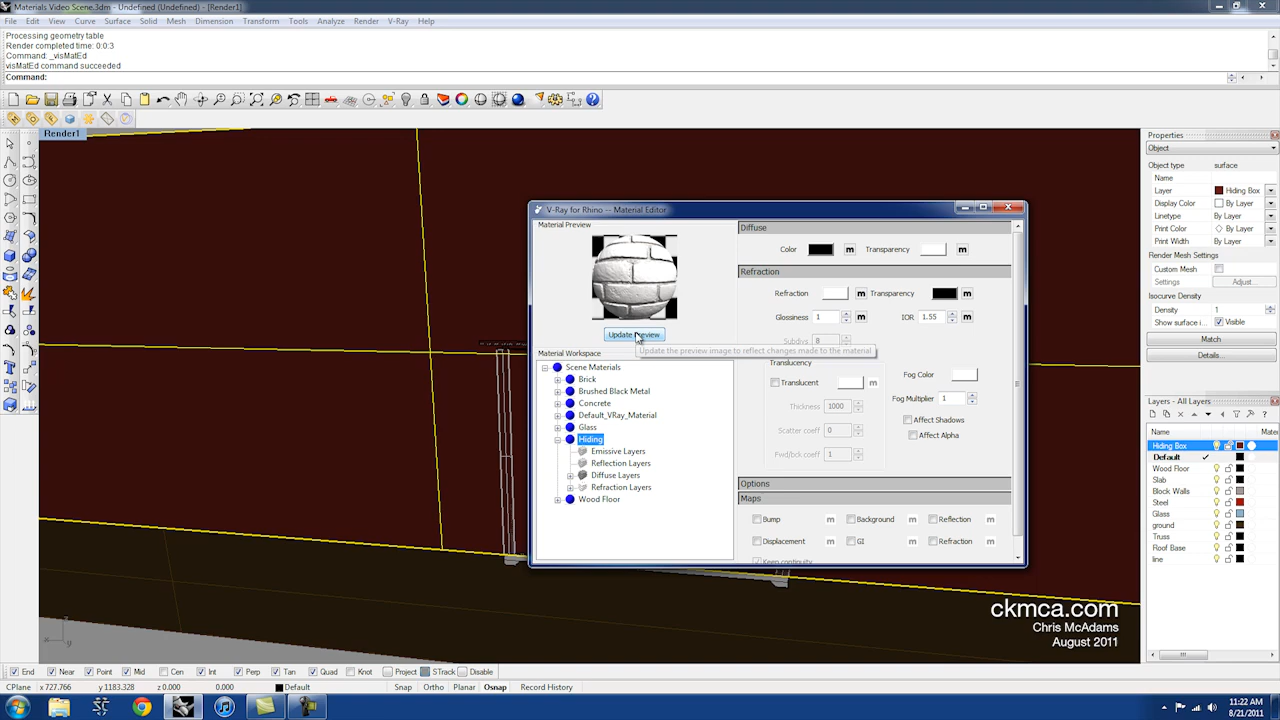 Materials Video Scene.3dm - Undefined (Undefined) - [Render1]
File Edit View Curve Surface Solid Mesh Dimension Transform Tools Analyze Render V-Ray Help
Processing geometry table
Render completed time: 0:0:3
Command: _visMatEd
visMatEd command succeeded
Command:
Render1
V-Ray for Rhino -- Material Editor
Material Preview
Update Preview
Update the preview image to reflect changes made to the material
Material Workspace
Scene Materials
Brick
Brushed Black Metal
Concrete
Default_VRay_Material
Glass
Hiding
Emissive Layers
Reflection Layers
Diffuse Layers
Refraction Layers
Wood Floor
Diffuse
Color m Transparency m
Refraction
Refraction m Transparency m
Glossiness 1 m IOR 1.55 m
Subdivs 8
Translucency
Translucent m
Thickness 1000
Scatter coeff 0
Fwd/bck coeff 1
Fog Color
Fog Multiplier 1
Affect Shadows
Affect Alpha
Options
Maps
Bump m Background m Reflection m
Displacement m GI m Refraction m
Keep continuity
Properties
Object
Object type surface
Name
Layer Hiding Box
Display Color By Layer
Linetype By Layer
Print Color By Layer
Print Width By Layer
Render Mesh Settings
Custom Mesh
Settings Adjust...
Isocurve Density
Density 1
Show surface i... Visible
Match
Details...
Layers - All Layers
Name Mater
Hiding Box
Default
Wood Floor
Slab
Block Walls
Steel
Glass
ground
Truss
Roof Base
line
ckmca.com
Chris McAdams
August 2011
End Near Point Mid Cen Int Perp Tan Quad Knot Project STrack Disable
CPlane x 727.766 y 1183.328 z 0.000 0.000 Default Snap Ortho Planar Osnap Record History
11:22 AM
8/21/2011